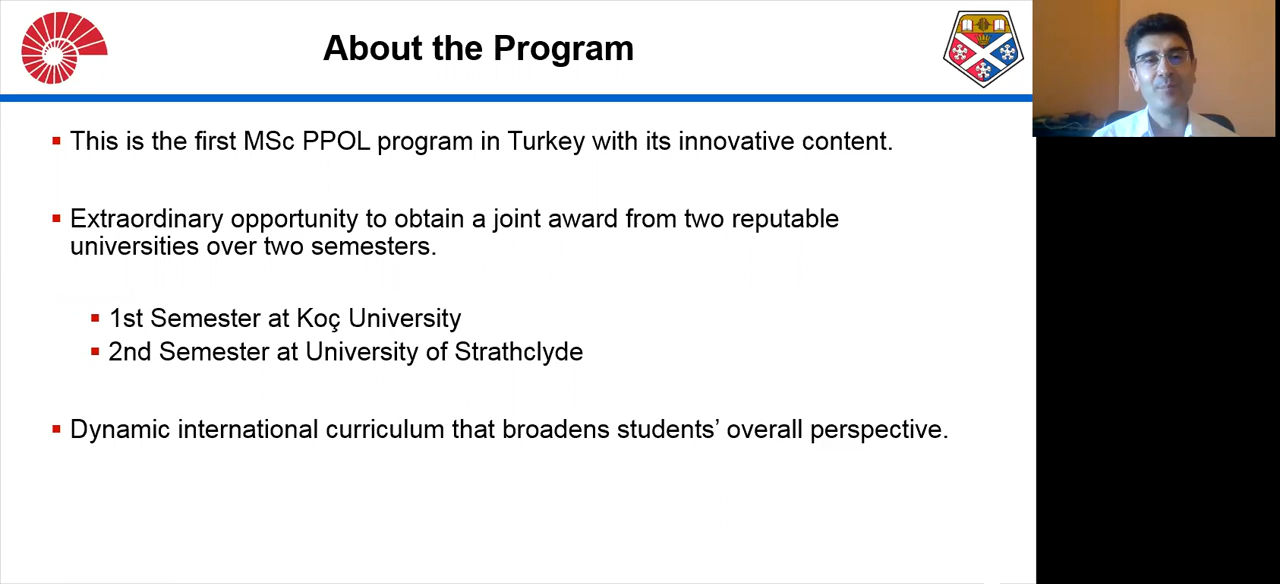 About the Program
This is the first MSc PPOL program in Turkey with its innovative content.
Extraordinary opportunity to obtain a joint award from two reputable
universities over two semesters.
1st Semester at Koç University
2nd Semester at University of Strathclyde
Dynamic international curriculum that broadens students’ overall perspective.